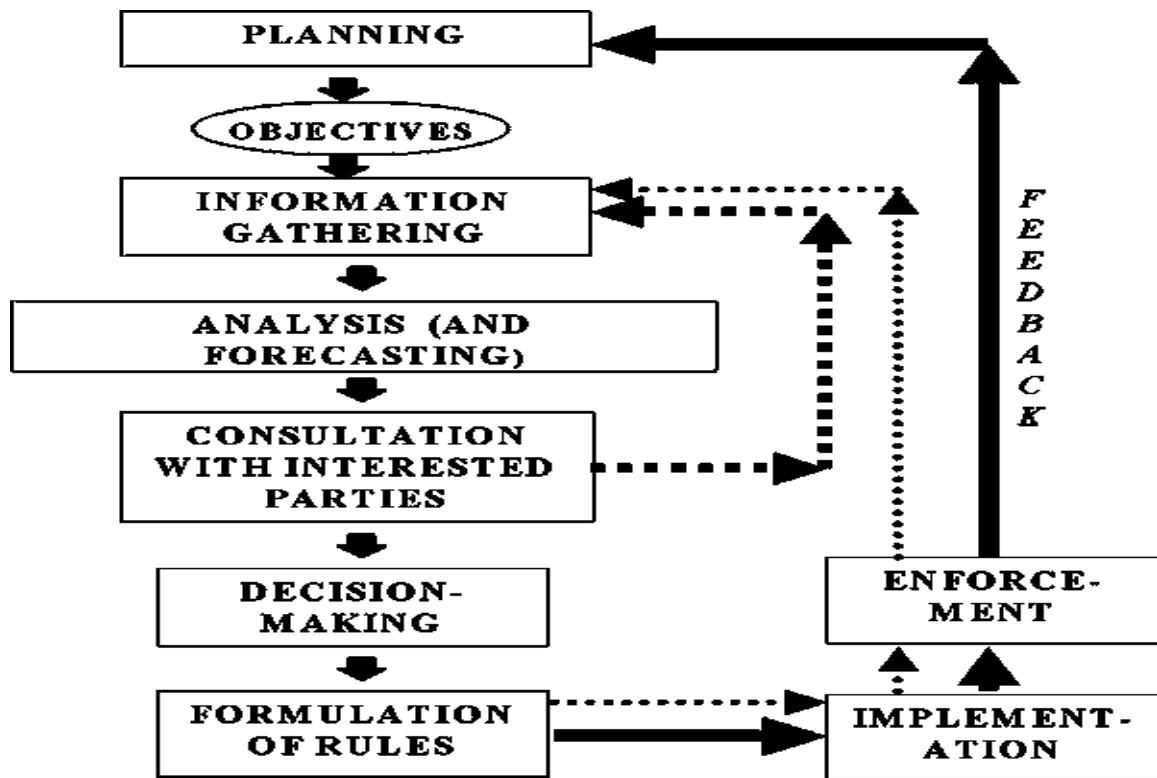 PLANNING
OBJECTIVES
INFORMATION
GATHERING
ANALYSIS (AND
FORECASTING)
CONSULTATION
WITH INTERESTED
PARTIES
DECISION-
MAKING
FORMULATION
OF RULES
IMPLEMENT-
ATION
ENFORCE-
MENT
FEEDBACK